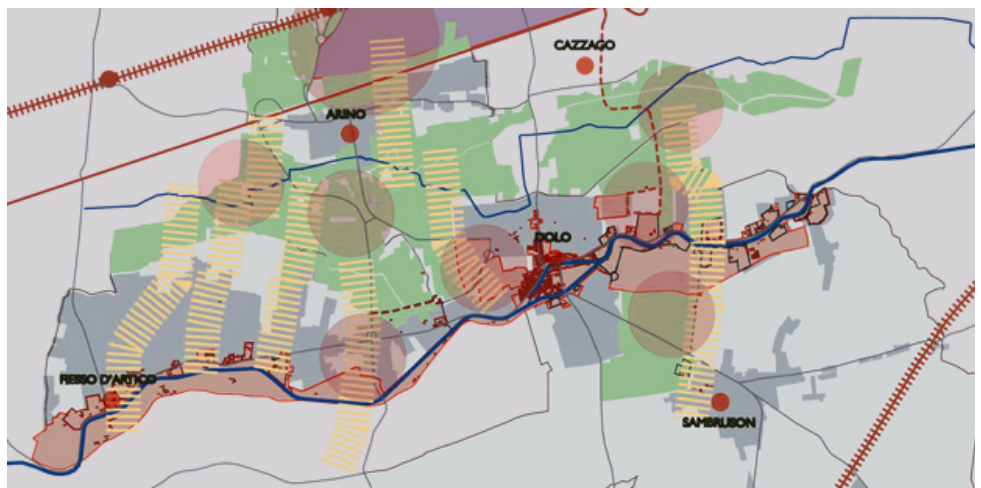 CAZZAGO
ARINO
DOLO
FIESSO D'ARTICO
SAMBRUSON